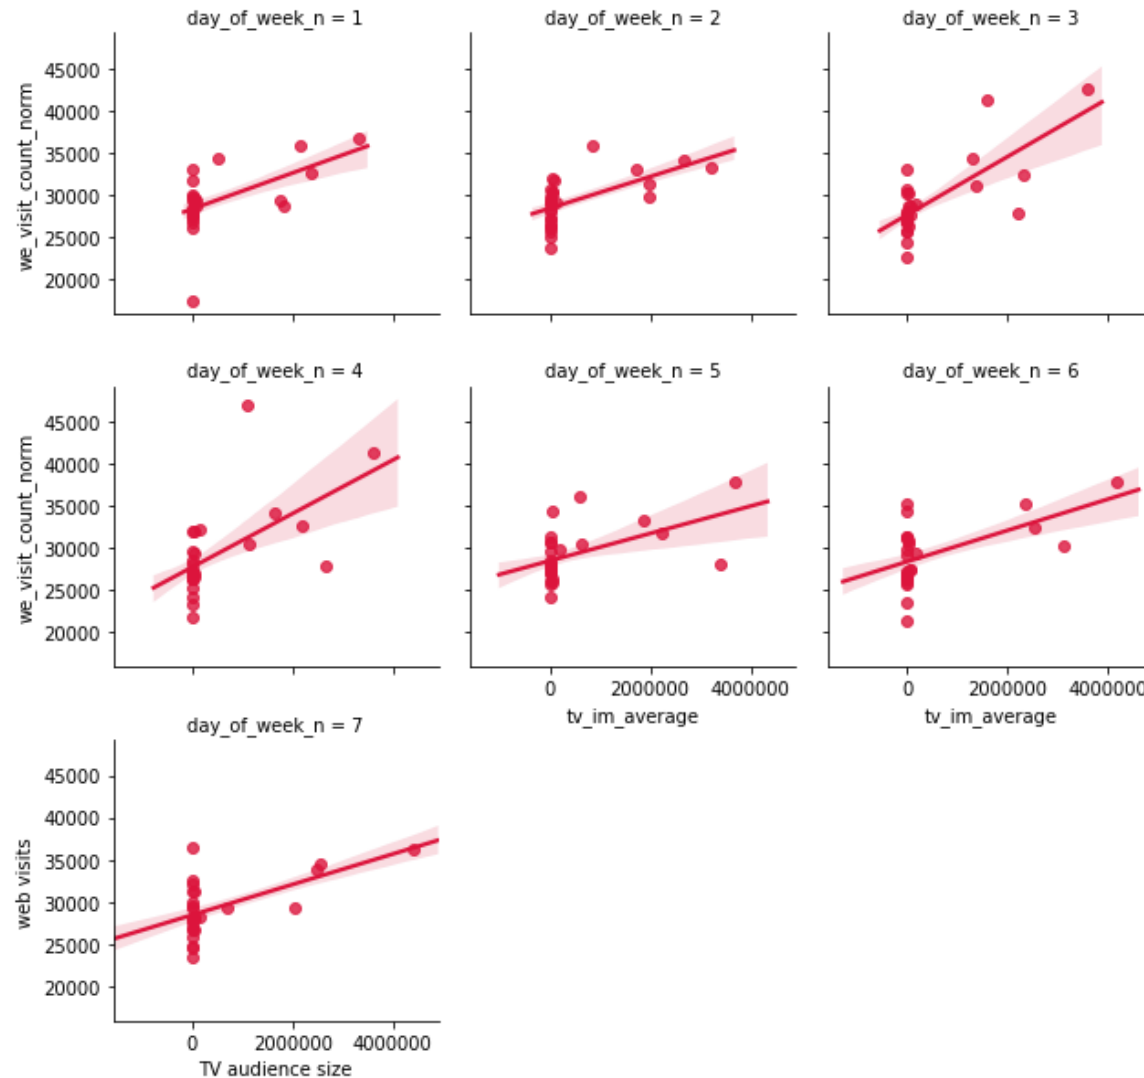 day_of_week_n = 1
day_of_week_n = 2
day_of_week_n = 3
we_visit_count_norm
45000
40000
35000
30000
25000
20000
day_of_week_n = 4
day_of_week_n = 5
day_of_week_n = 6
we_visit_count_norm
45000
40000
35000
30000
25000
20000
0
2000000
4000000
tv_im_average
0
2000000
4000000
tv_im_average
day_of_week_n = 7
web visits
45000
40000
35000
30000
25000
20000
0
2000000
4000000
TV audience size